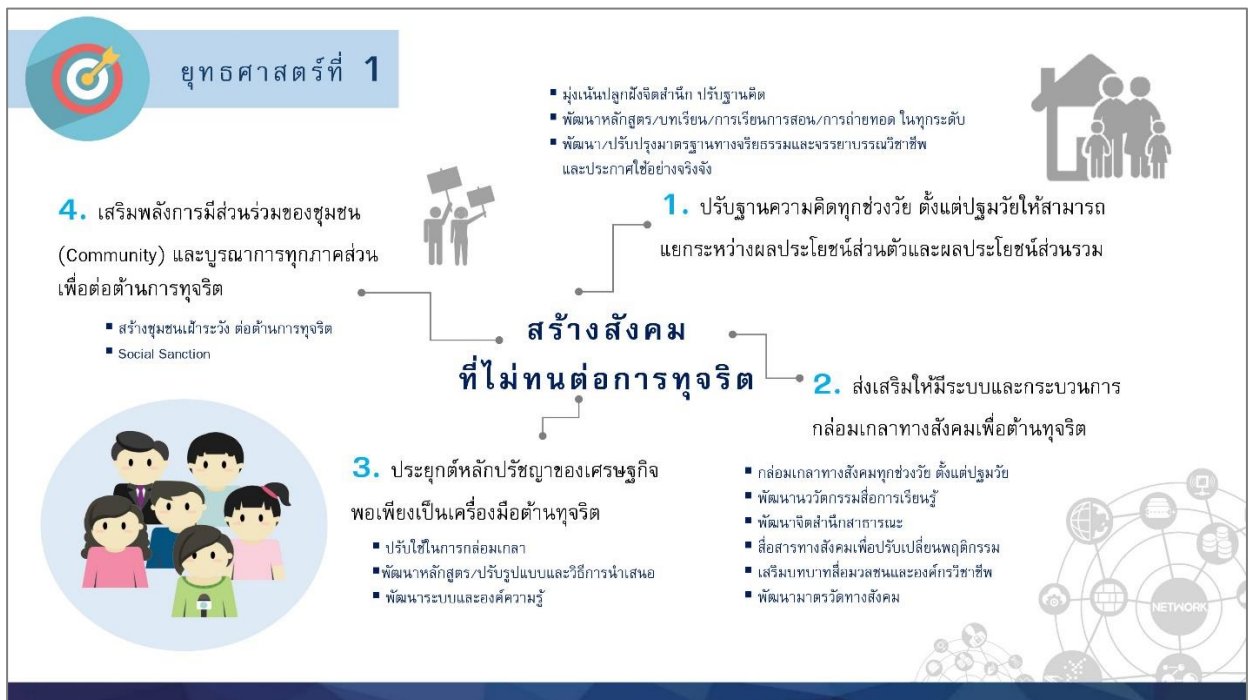 ยุทธศาสตร์ที่ 1
▪ มุ่งเน้นปลูกฝังจิตสำนึก ปรับฐานคิด
▪ พัฒนาหลักสูตร/บทเรียน/การเรียนการสอน/การถ่ายทอด ในทุกระดับ
▪ พัฒนา/ปรับปรุงมาตรฐานทางจริยธรรมและจรรยาบรรณวิชาชีพ
และประกาศใช้อย่างจริงจัง
1. ปรับฐานความคิดทุกช่วงวัย ตั้งแต่ปฐมวัยให้สามารถ
แยกระหว่างผลประโยชน์ส่วนตัวและผลประโยชน์ส่วนรวม
4. เสริมพลังการมีส่วนร่วมของชุมชน
(Community) และบูรณาการทุกภาคส่วน
เพื่อต่อต้านการทุจริต
▪ สร้างชุมชนเฝ้าระวัง ต่อต้านการทุจริต
▪ Social Sanction
สร้างสังคม
ที่ไม่ทนต่อการทุจริต
2. ส่งเสริมให้มีระบบและกระบวนการ
กล่อมเกลาทางสังคมเพื่อต้านทุจริต
▪ กล่อมเกลาทางสังคมทุกช่วงวัย ตั้งแต่ปฐมวัย
▪ พัฒนานววัตกรรมสื่อการเรียนรู้
▪ พัฒนาจิตสำนึกสาธารณะ
▪ สื่อสารทางสังคมเพื่อปรับเปลี่ยนพฤติกรรม
▪ เสริมบทบาทสื่อมวลชนและองค์กรวิชาชีพ
▪ พัฒนามาตรวัดทางสังคม
3. ประยุกต์หลักปรัชญาของเศรษฐกิจ
พอเพียงเป็นเครื่องมือต้านทุจริต
▪ ปรับใช้ในการกล่อมเกลา
▪พัฒนาหลักสูตร/ปรับรูปแบบและวิธีการนำเสนอ
▪ พัฒนาระบบและองค์ความรู้
NETWORK